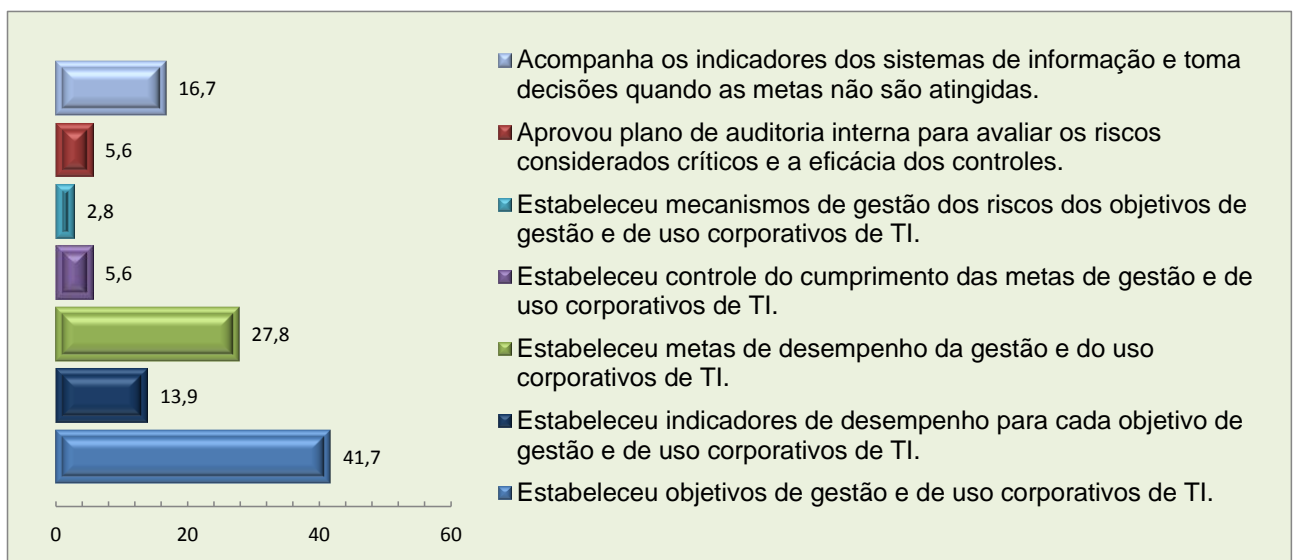 16,7
5,6
2,8
5,6
27,8
13,9
41,7
0 20 40 60
Acompanha os indicadores dos sistemas de informação e toma
decisões quando as metas não são atingidas.
Aprovou plano de auditoria interna para avaliar os riscos
considerados críticos e a eficácia dos controles.
Estabeleceu mecanismos de gestão dos riscos dos objetivos de
gestão e de uso corporativos de TI.
Estabeleceu controle do cumprimento das metas de gestão e de
uso corporativos de TI.
Estabeleceu metas de desempenho da gestão e do uso
corporativos de TI.
Estabeleceu indicadores de desempenho para cada objetivo de
gestão e de uso corporativos de TI.
Estabeleceu objetivos de gestão e de uso corporativos de TI.